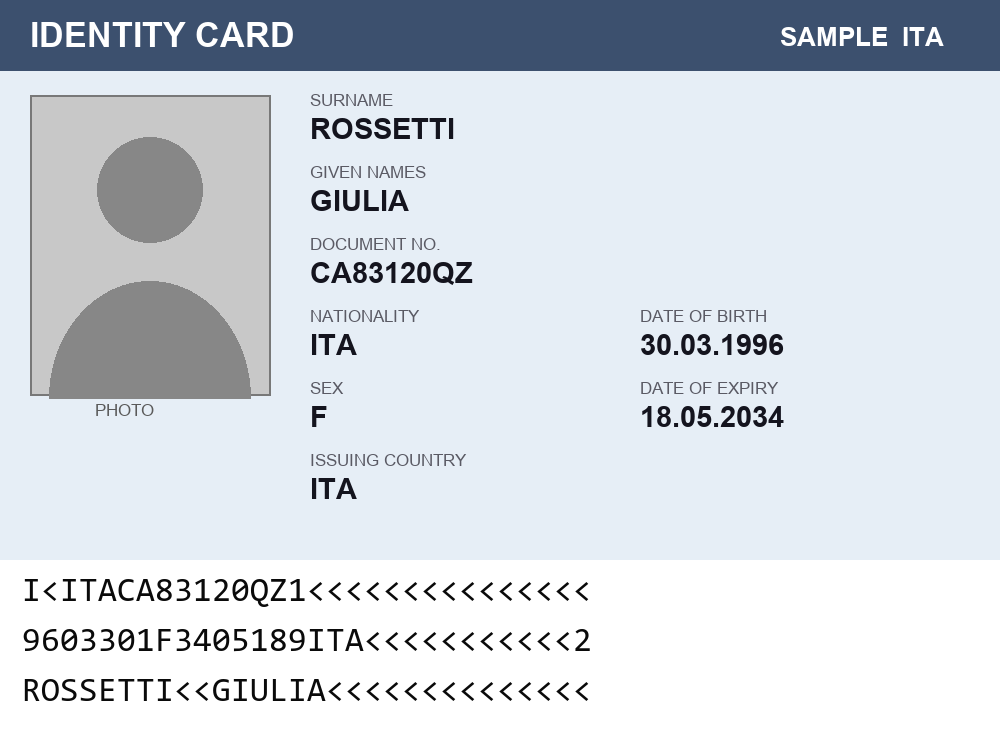 IDENTITY CARD SAMPLE ITA
SURNAME
ROSSETTI
GIVEN NAMES
GIULIA
DOCUMENT NO.
CA83120QZ
NATIONALITY DATE OF BIRTH
ITA 30.03.1996
SEX DATE OF EXPIRY
F 18.05.2034
PHOTO
ISSUING COUNTRY
ITA
I<ITACA83120QZ1<<<<<<<<<<<<<<<
9603301F3405189ITA<<<<<<<<<<<2
ROSSETTI<<GIULIA<<<<<<<<<<<<<<